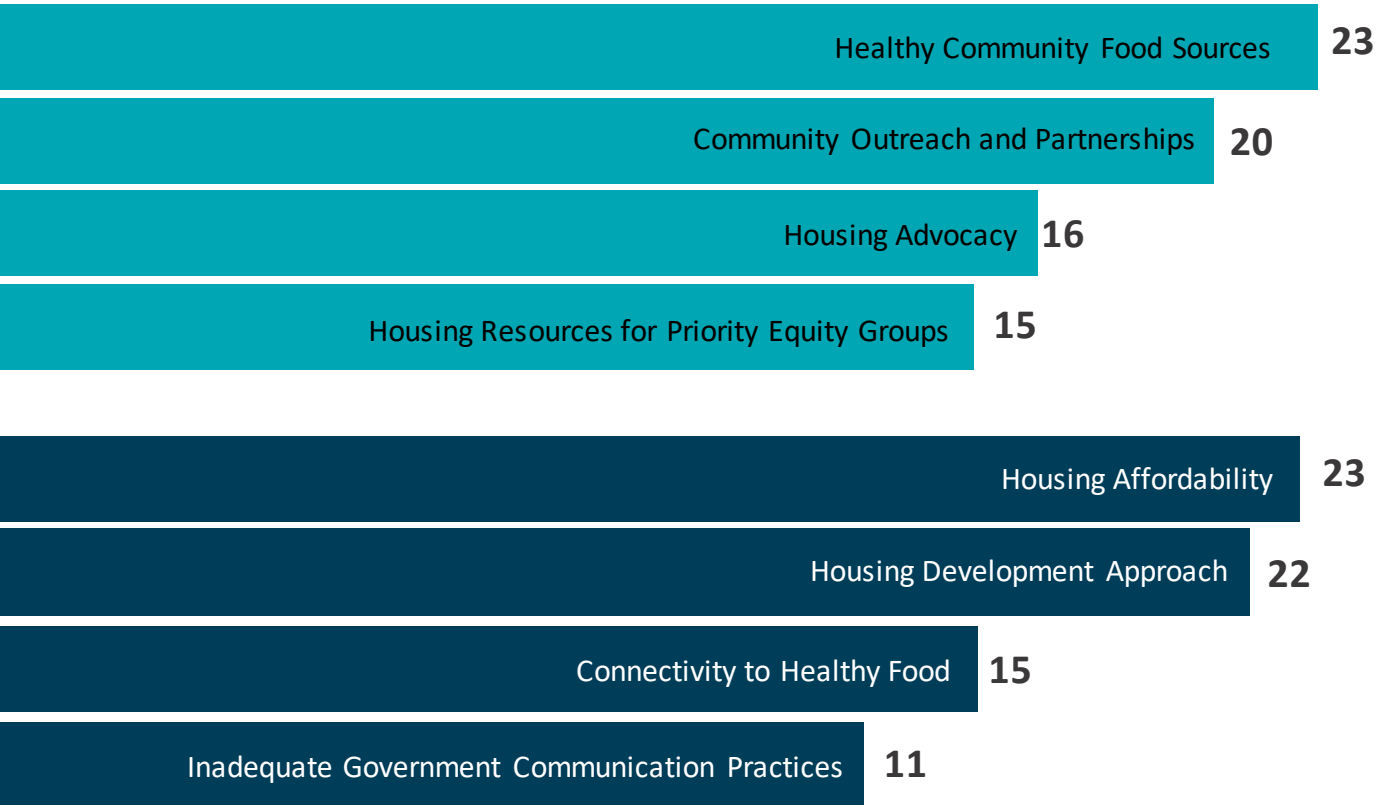 Healthy Community Food Sources 23
Community Outreach and Partnerships 20
Housing Advocacy 16
Housing Resources for Priority Equity Groups 15
Housing Affordability 23
Housing Development Approach 22
Connectivity to Healthy Food 15
Inadequate Government Communication Practices 11